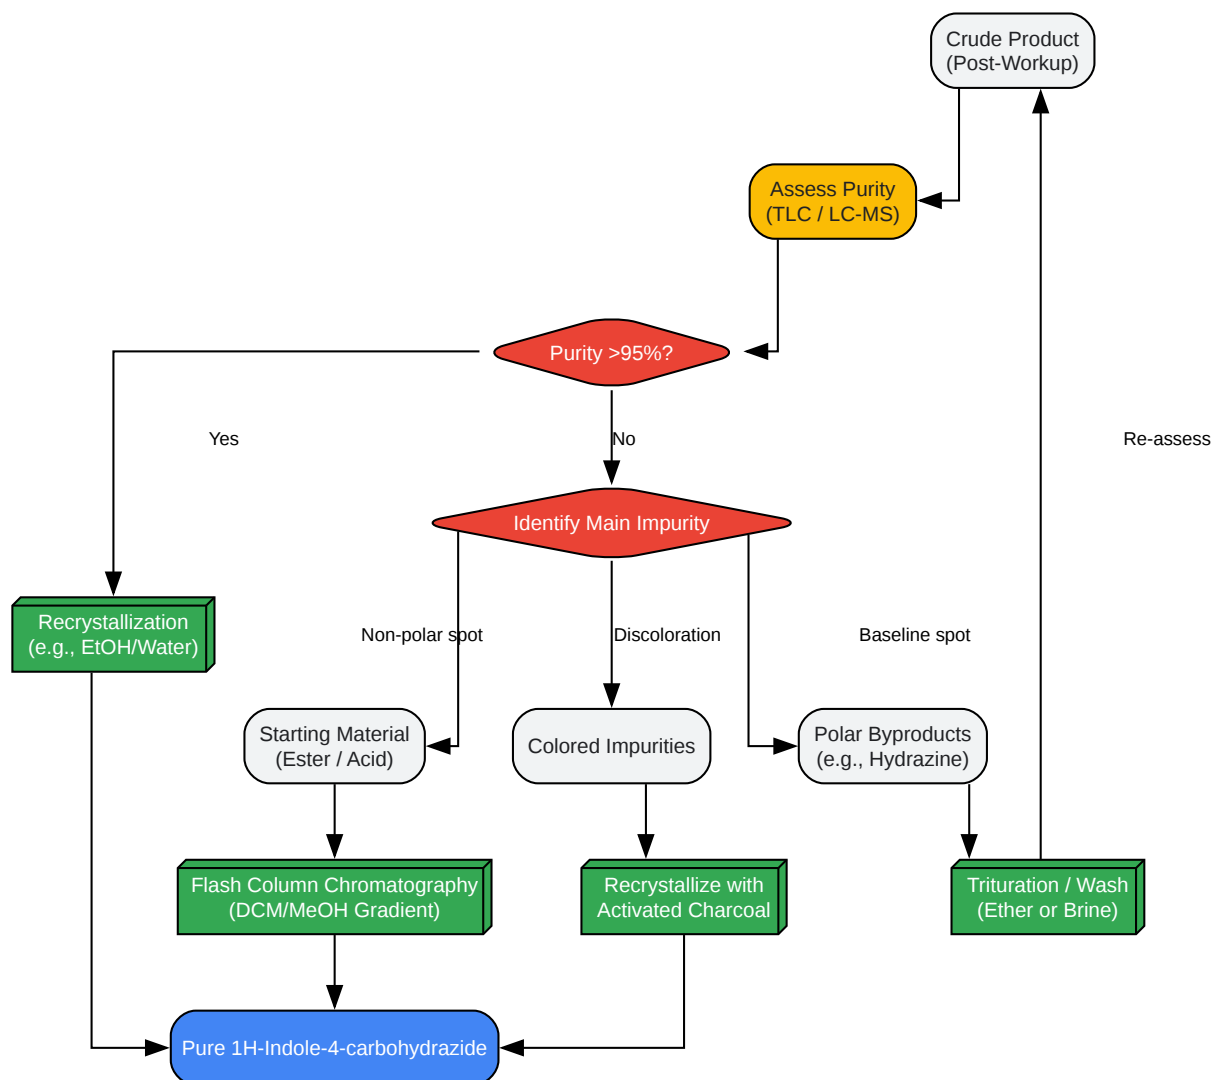 Crude Product
(Post-Workup)
Assess Purity
(TLC / LC-MS)
Purity >95%?
Yes
No
Re-assess
Identify Main Impurity
Recrystallization
(e.g., EtOH/Water)
Non-polar spot
Discoloration
Baseline spot
Starting Material
(Ester / Acid)
Colored Impurities
Polar Byproducts
(e.g., Hydrazine)
Flash Column Chromatography
(DCM/MeOH Gradient)
Recrystallize with
Activated Charcoal
Trituration / Wash
(Ether or Brine)
Pure 1H-Indole-4-carbohydrazide